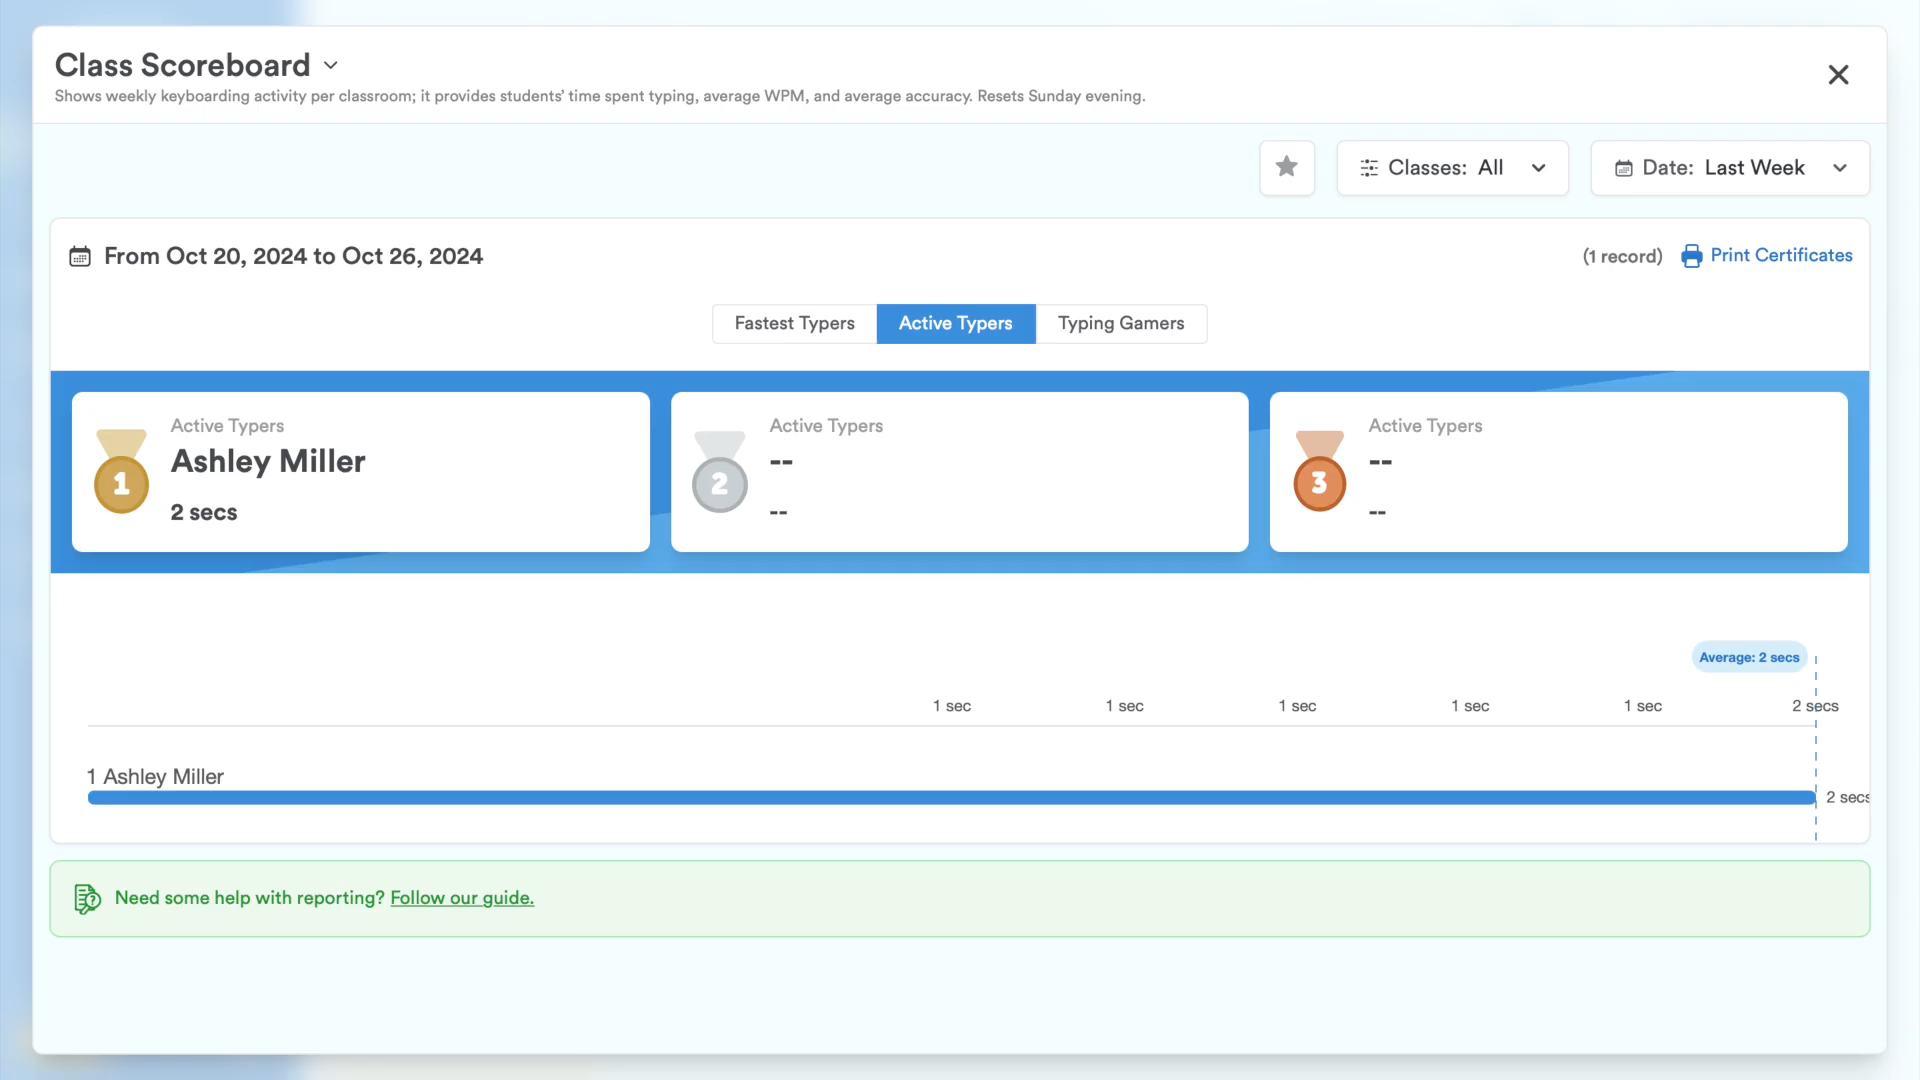 Class Scoreboard
Shows weekly keyboarding activity per classroom; it provides students’ time spent typing, average WPM, and average accuracy. Resets Sunday evening.
Classes: All
Date: Last Week
From Oct 20, 2024 to Oct 26, 2024
(1 record)
Print Certificates
Fastest Typers
Active Typers
Typing Gamers
1
Active Typers
Ashley Miller
2 secs
2
Active Typers
--
--
3
Active Typers
--
--
Average: 2 secs
1 sec
1 sec
1 sec
1 sec
1 sec
2 secs
1 Ashley Miller
2 secs
Need some help with reporting? Follow our guide.